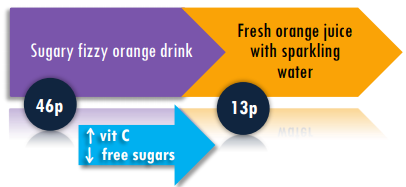 Sugary fizzy orange drink
Fresh orange juice
with sparkling
water
46p
13p
↑ vit C
↓ free sugars